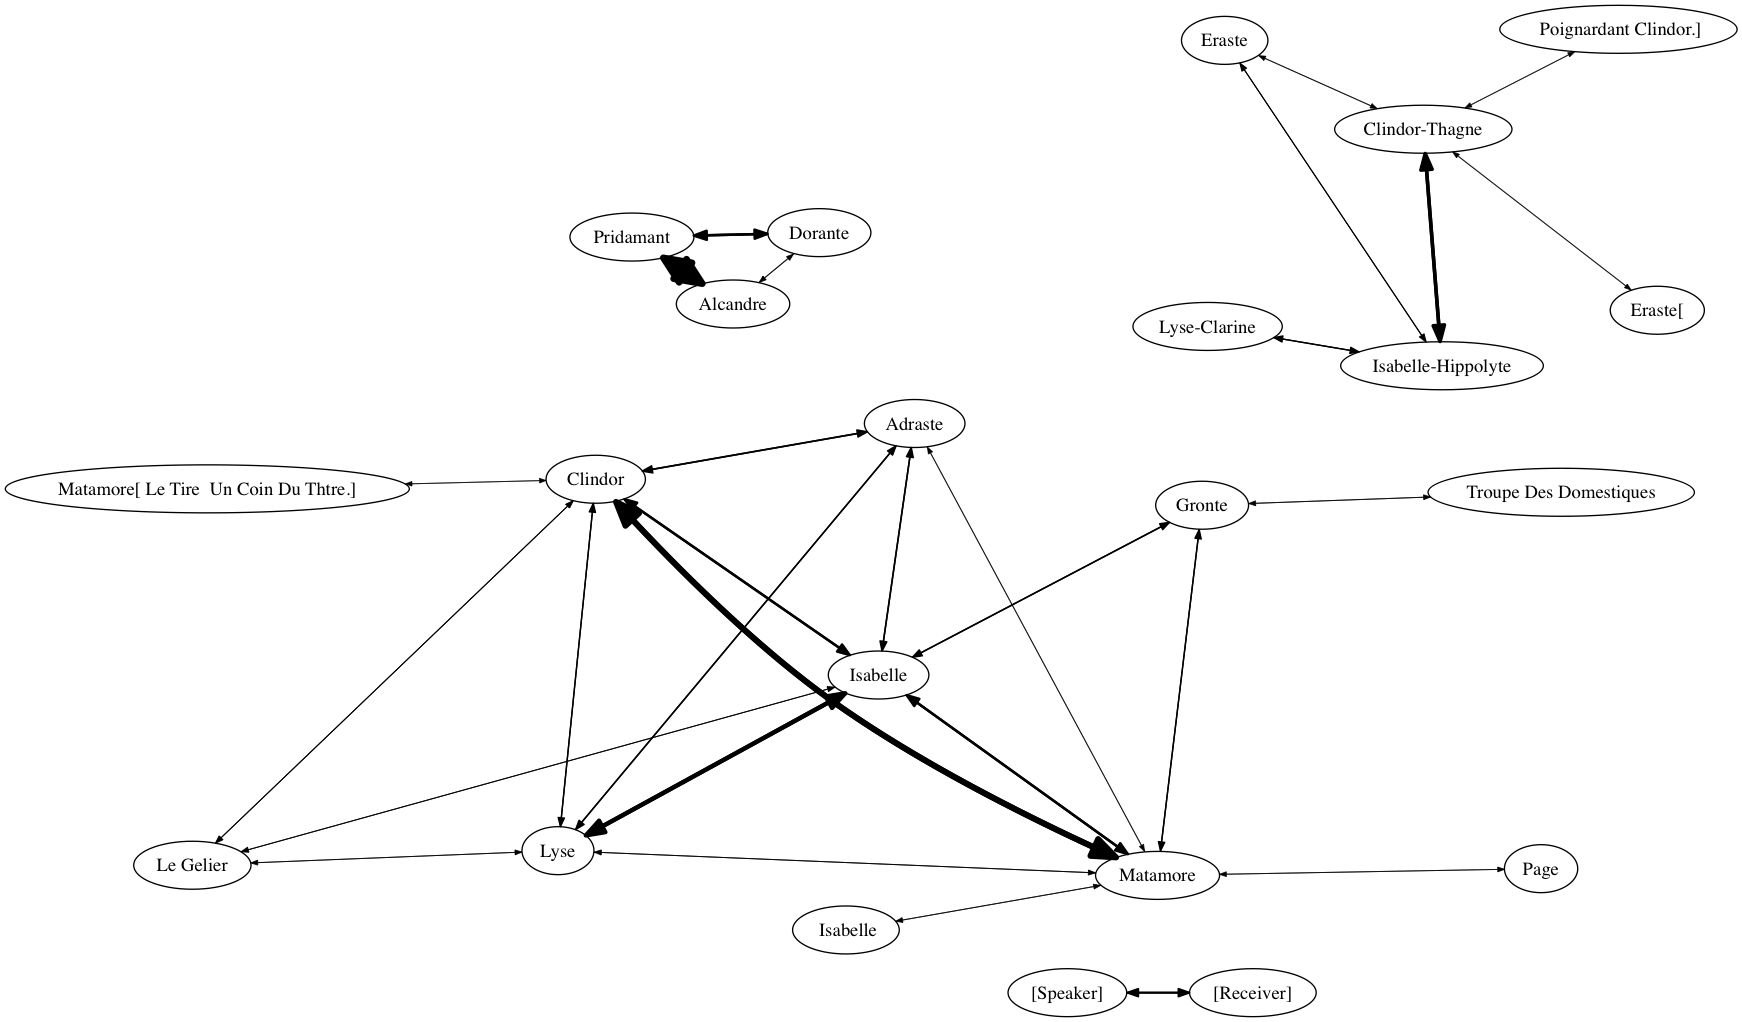 Poignardant Clindor.]
Eraste
Clindor-Thagne
Pridamant
Dorante
Alcandre
Eraste[
Lyse-Clarine
Isabelle-Hippolyte
Adraste
Clindor
Matamore[ Le Tire  Un Coin Du Thtre.]
Troupe Des Domestiques
Gronte
Isabelle
Lyse
Le Gelier
Page
Matamore
Isabelle
[Speaker]
[Receiver]